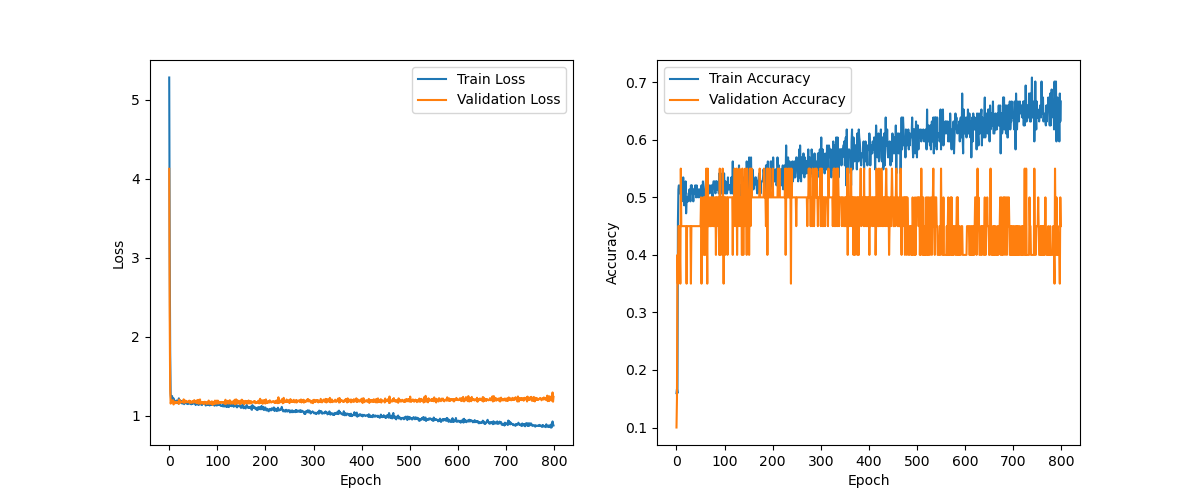 Train Loss
Validation Loss
5
4
3
2
1
Loss
0 100 200 300 400 500 600 700 800
Epoch
Train Accuracy
Validation Accuracy
0.7
0.6
0.5
0.4
0.3
0.2
0.1
Accuracy
0 100 200 300 400 500 600 700 800
Epoch